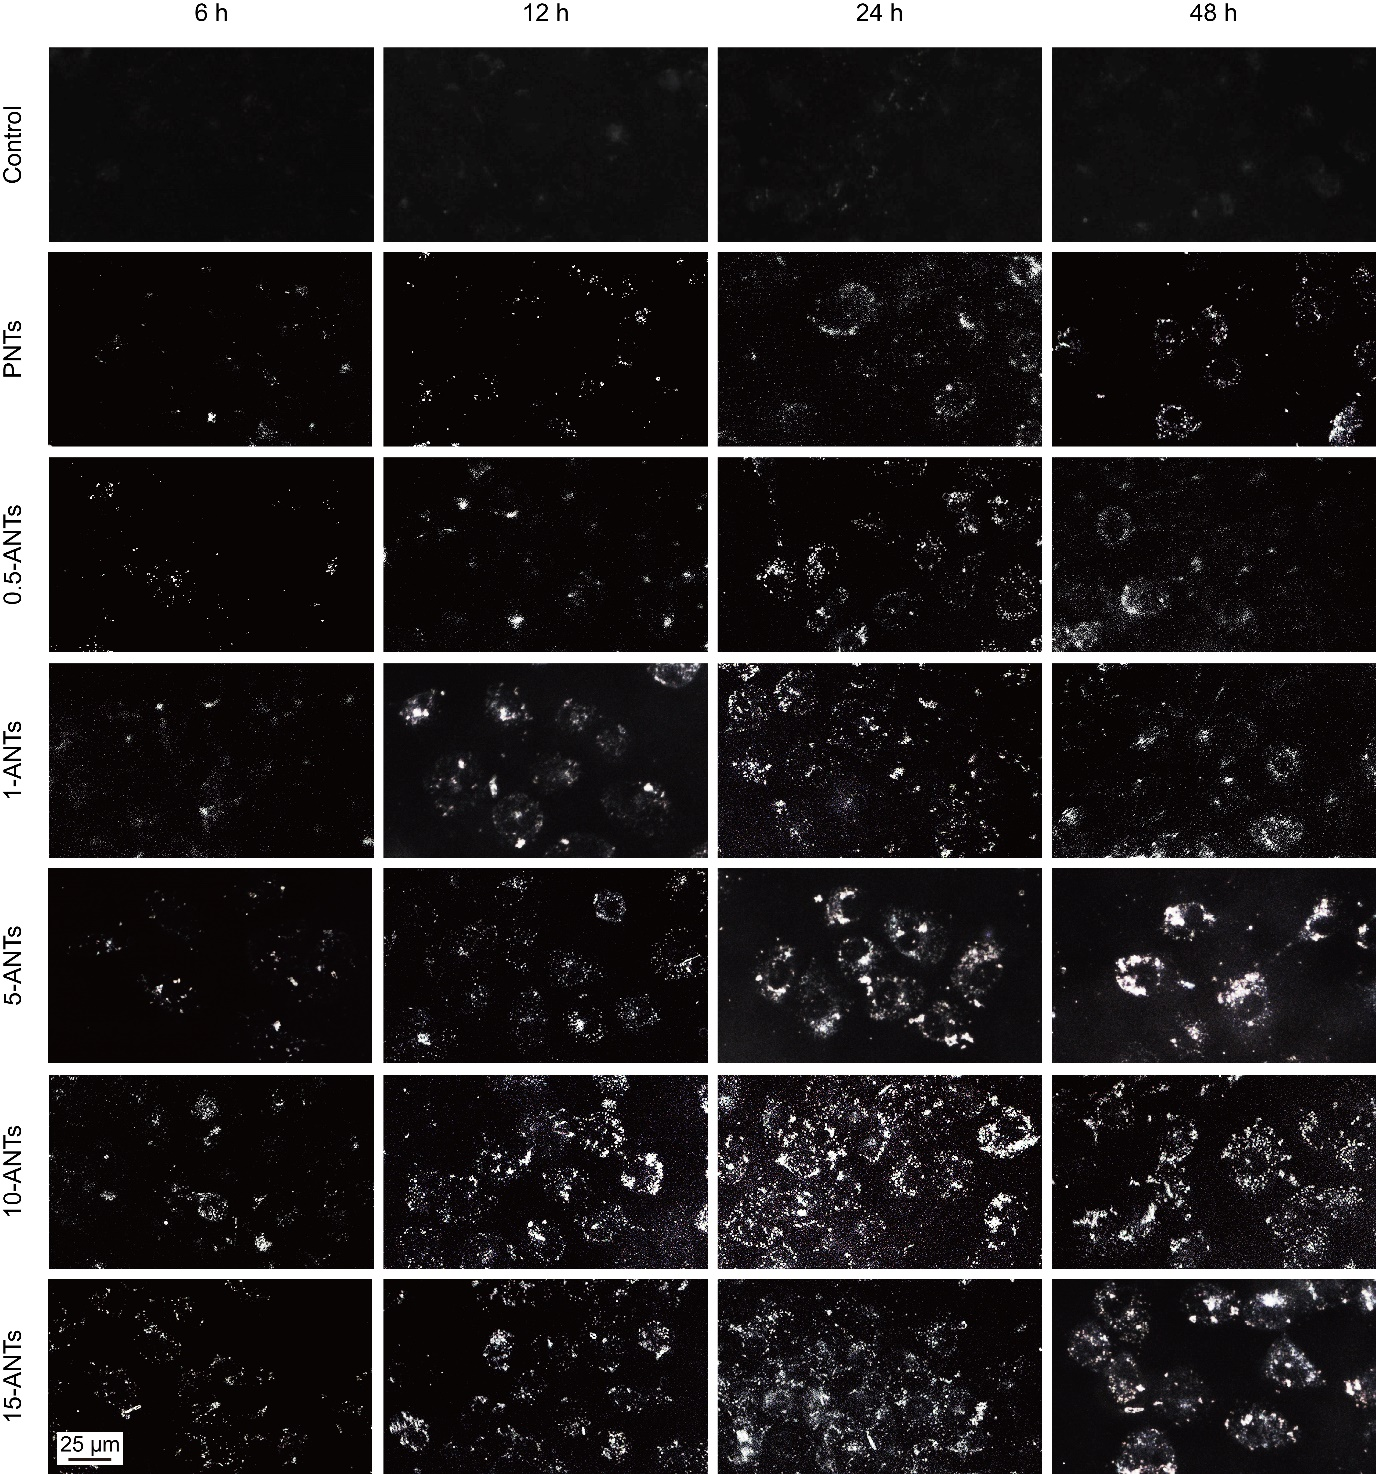 6 h 12 h 24 h 48 h
Control
PNTs
0.5-ANTs
1-ANTs
5-ANTs
10-ANTs
15-ANTs
25 µm